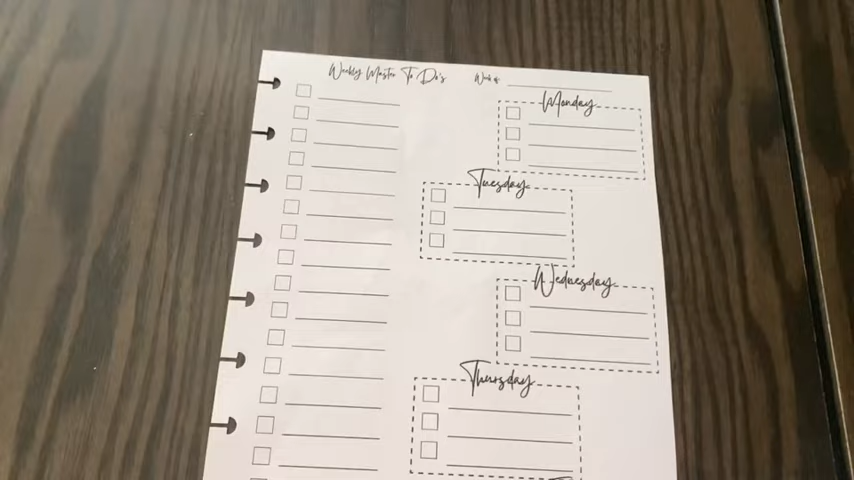 Weekly Master To Do's
Week of
Monday
Tuesday
Wednesday
Thursday